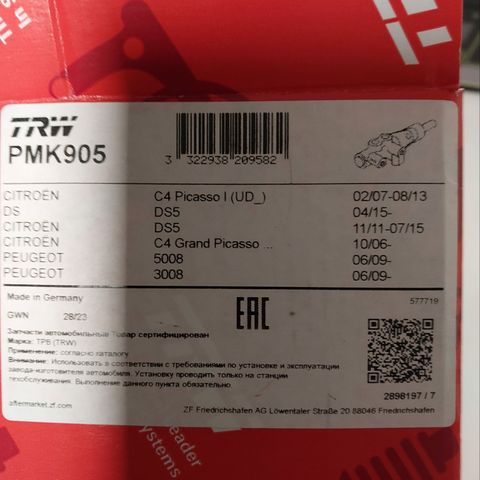 TRW
PMK905
3 322938 209582
CITROËN C4 Picasso I (UD_) 02/07-08/13
DS DS5 04/15-
CITROËN DS5 11/11-07/15
CITROËN C4 Grand Picasso ... 10/06-
PEUGEOT 5008 06/09-
PEUGEOT 3008 06/09-
Made in Germany
577719
GWN 28/23
EAC
Запчасти автомобильные Товар сертифицирован
Марка: ТРВ (TRW)
Применение: согласно каталогу
Внимание: Использовать в соответствии с требованиями по установке и эксплуатации
завода-изготовителя автомобиля. Установку проводить только на станции
техобслуживания. Выполнение данного пункта обязательно.
2898197 / 7
aftermarket.zf.com
ZF Friedrichshafen AG Löwentaler Straße 20 88046 Friedrichshafen
eader
ystems